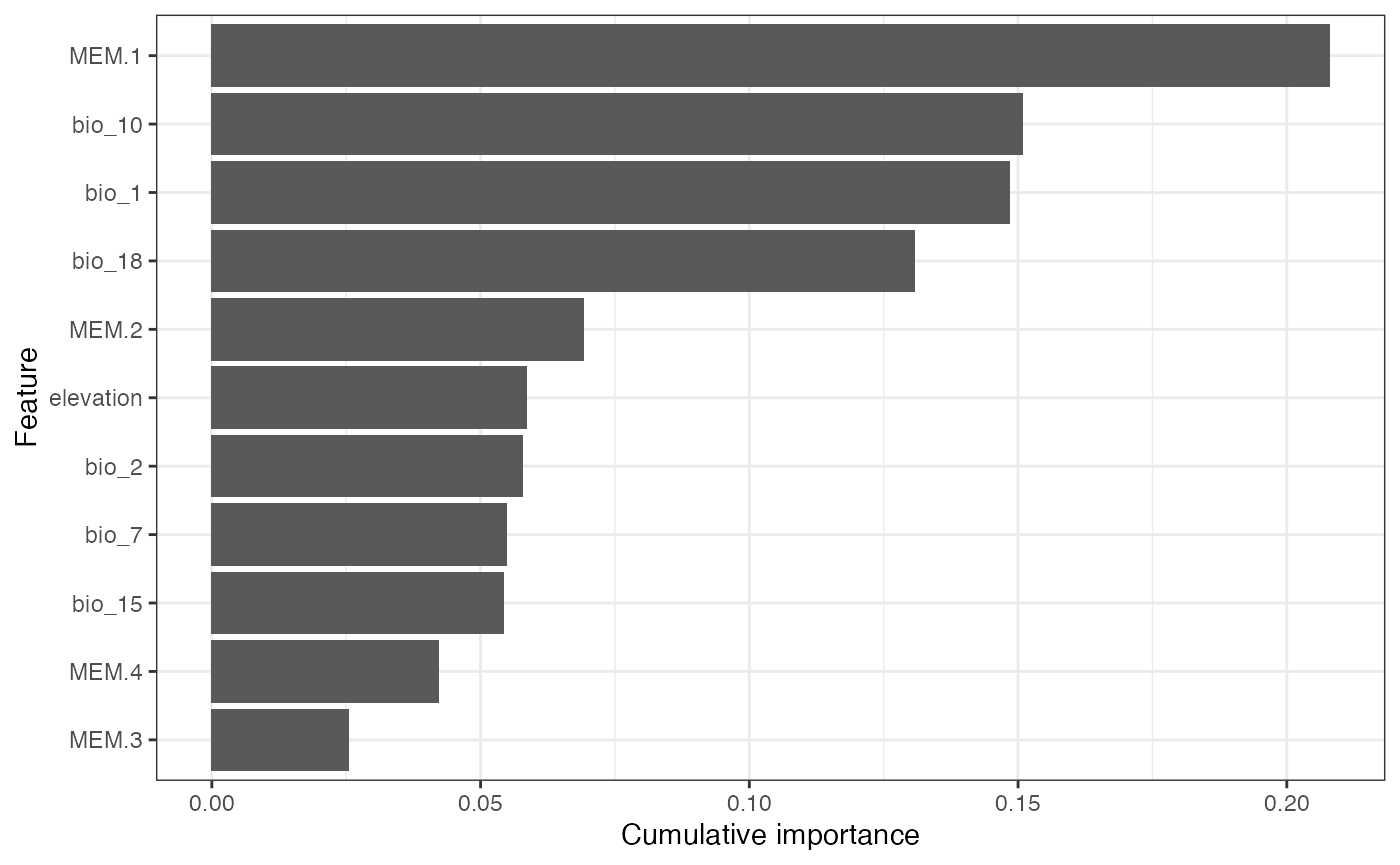 Feature
MEM.1
bio_10
bio_1
bio_18
MEM.2
elevation
bio_2
bio_7
bio_15
MEM.4
MEM.3
0.00 0.05 0.10 0.15 0.20
Cumulative importance